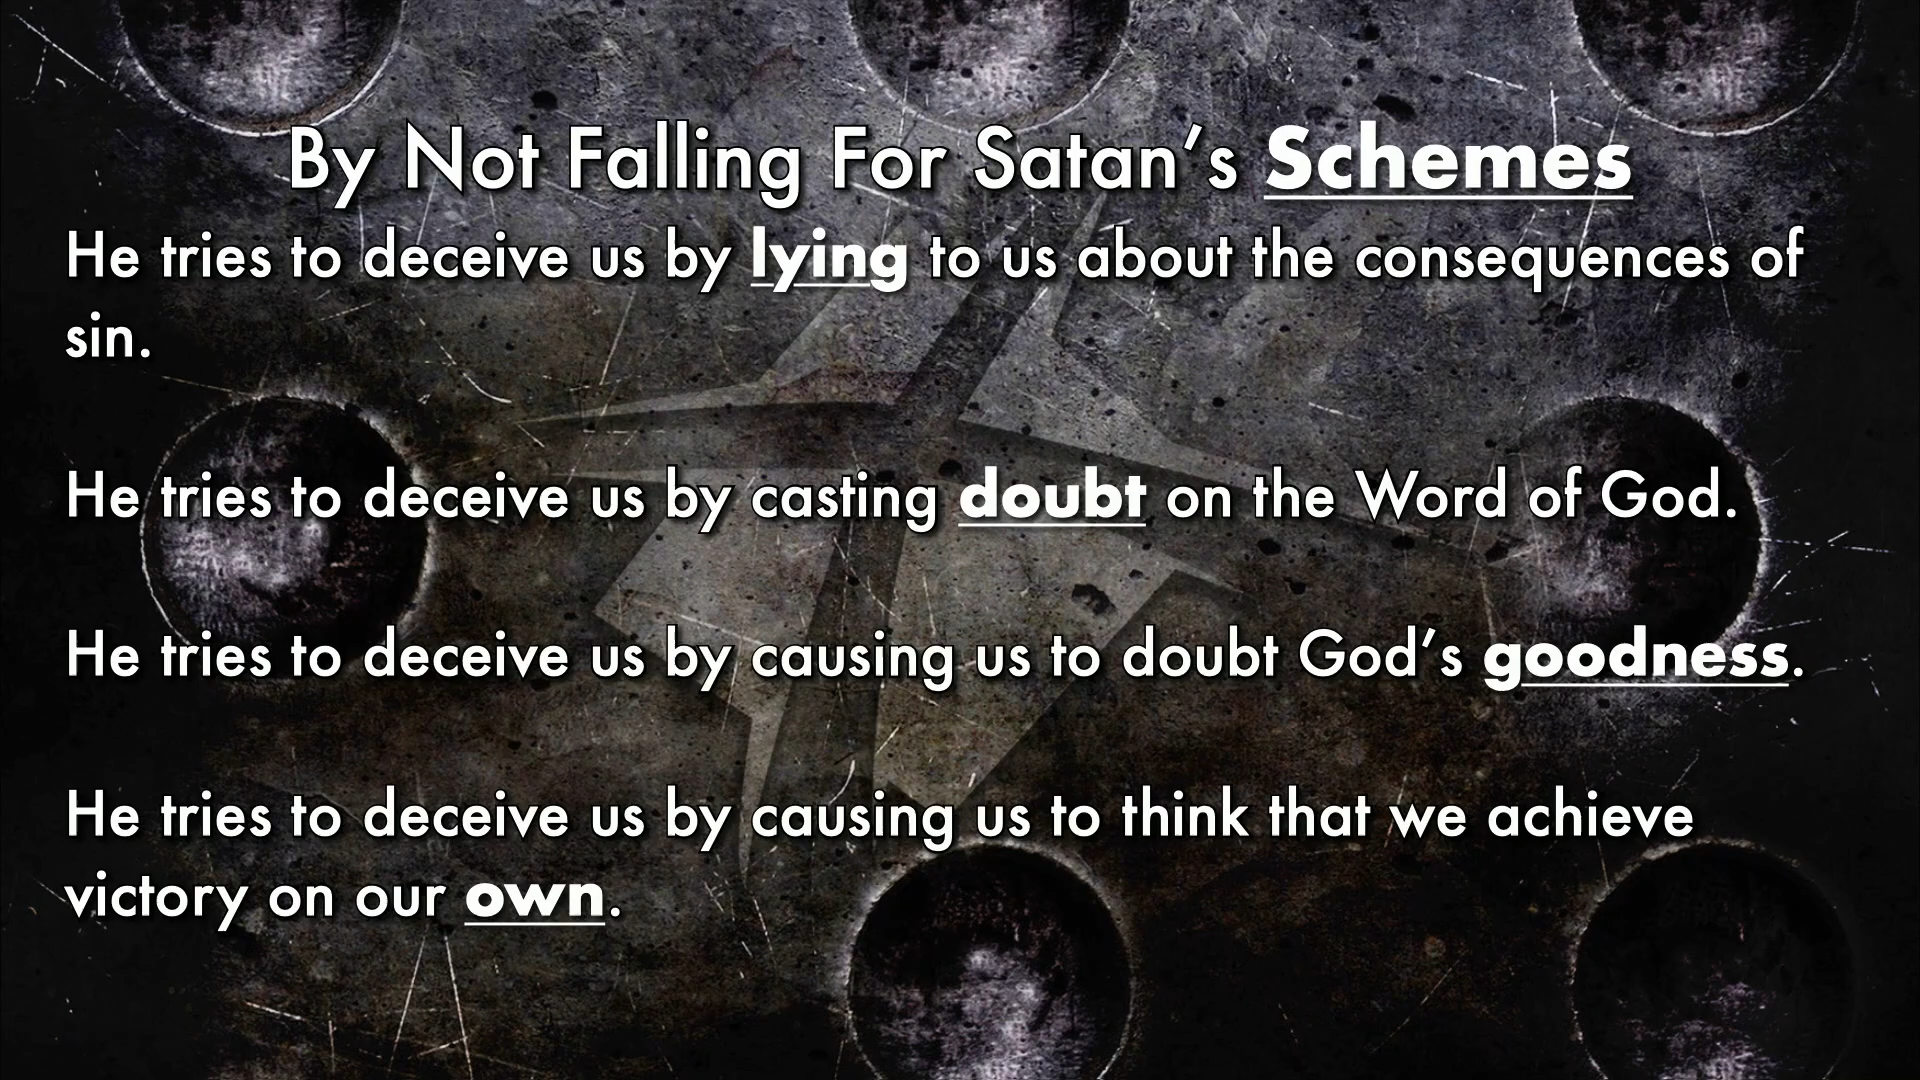 By Not Falling For Satan’s Schemes
He tries to deceive us by lying to us about the consequences of
sin.
He tries to deceive us by casting doubt on the Word of God.
He tries to deceive us by causing us to doubt God’s goodness.
He tries to deceive us by causing us to think that we achieve
victory on our own.